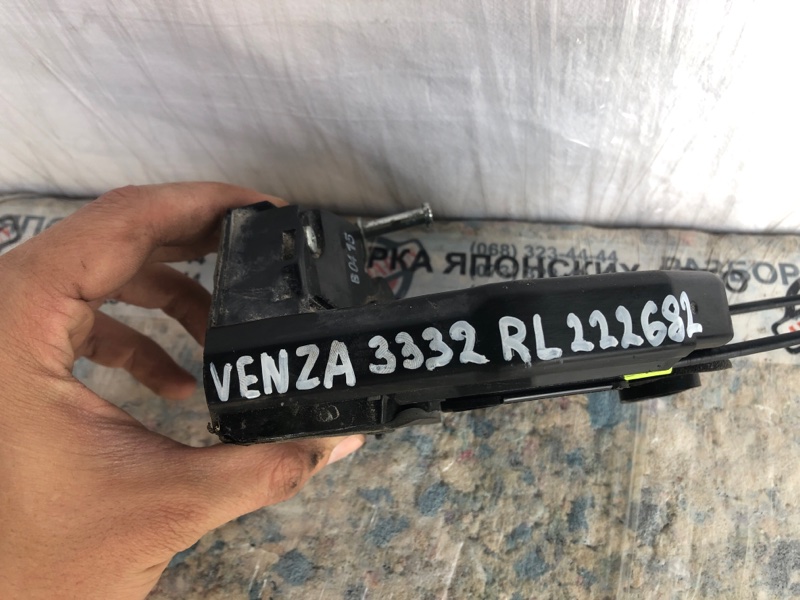 (068) 323-44-44
РКА ЯПОНСКИХ РАЗБОР
VENZA 3332 RL 222682